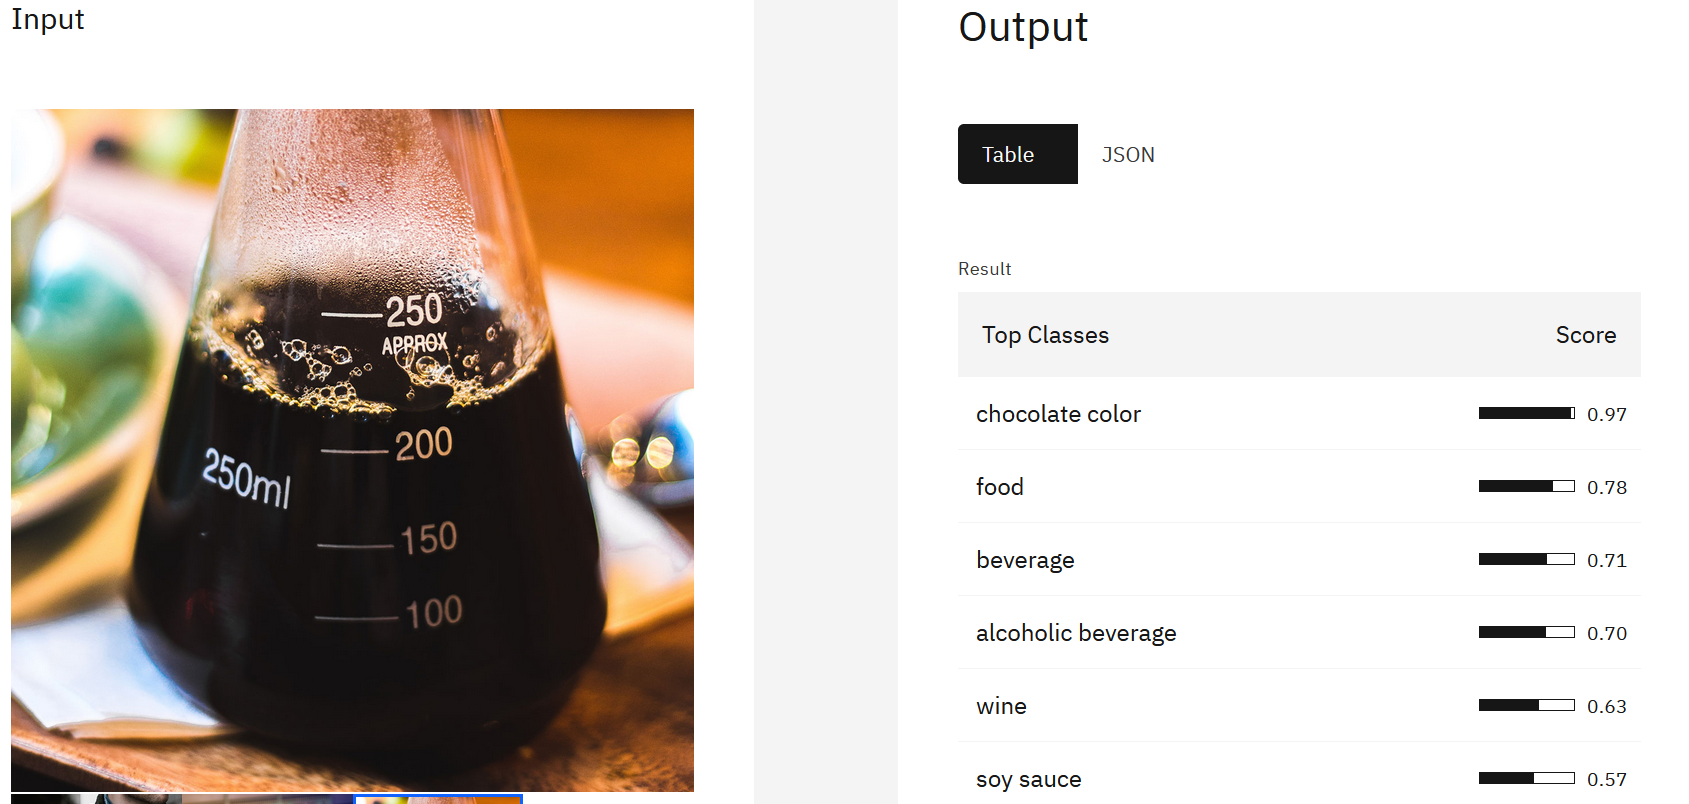 Input
250
APPROX
200
250ml
150
100
Output
Table JSON
Result
Top Classes Score
chocolate color 0.97
food 0.78
beverage 0.71
alcoholic beverage 0.70
wine 0.63
soy sauce 0.57